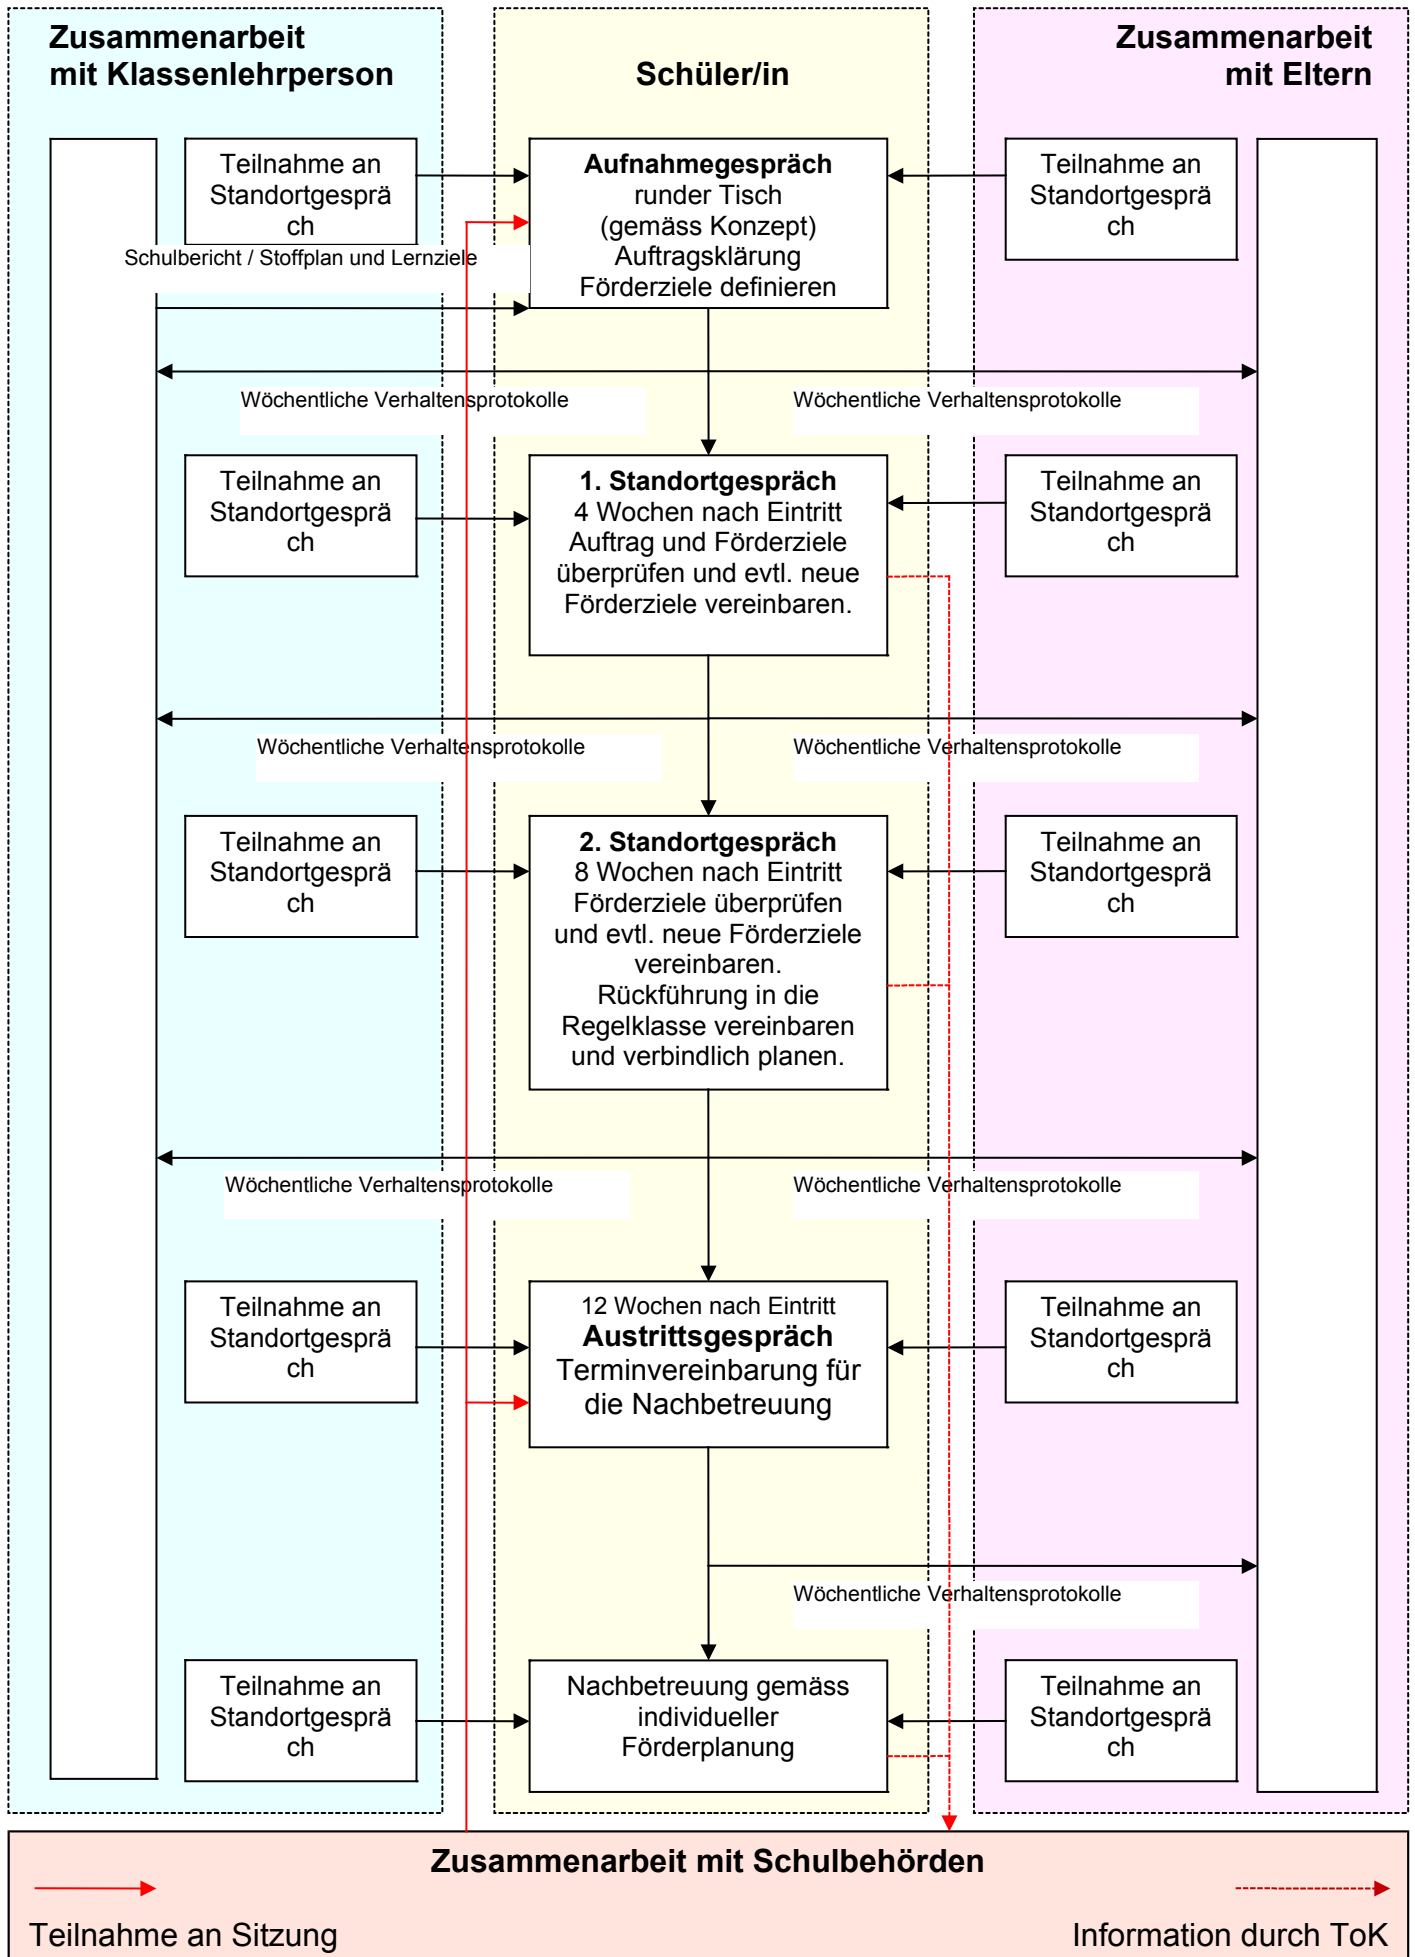 Zusammenarbeit
mit Klassenlehrperson
Schüler/in
Zusammenarbeit
mit Eltern
Teilnahme an
Standortgesprä
ch
Aufnahmegespräch
runder Tisch
(gemäss Konzept)
Auftragsklärung
Förderziele definieren
Teilnahme an
Standortgesprä
ch
Schulbericht / Stoffplan und Lernziele
Wöchentliche Verhaltensprotokolle
Wöchentliche Verhaltensprotokolle
Teilnahme an
Standortgesprä
ch
1. Standortgespräch
4 Wochen nach Eintritt
Auftrag und Förderziele
überprüfen und evtl. neue
Förderziele vereinbaren.
Teilnahme an
Standortgesprä
ch
Wöchentliche Verhaltensprotokolle
Wöchentliche Verhaltensprotokolle
Teilnahme an
Standortgesprä
ch
2. Standortgespräch
8 Wochen nach Eintritt
Förderziele überprüfen
und evtl. neue Förderziele
vereinbaren.
Rückführung in die
Regelklasse vereinbaren
und verbindlich planen.
Teilnahme an
Standortgesprä
ch
Wöchentliche Verhaltensprotokolle
Wöchentliche Verhaltensprotokolle
Teilnahme an
Standortgesprä
ch
12 Wochen nach Eintritt
Austrittsgespräch
Terminvereinbarung für
die Nachbetreuung
Teilnahme an
Standortgesprä
ch
Wöchentliche Verhaltensprotokolle
Teilnahme an
Standortgesprä
ch
Nachbetreuung gemäss
individueller
Förderplanung
Teilnahme an
Standortgesprä
ch
Zusammenarbeit mit Schulbehörden
Teilnahme an Sitzung
Information durch ToK